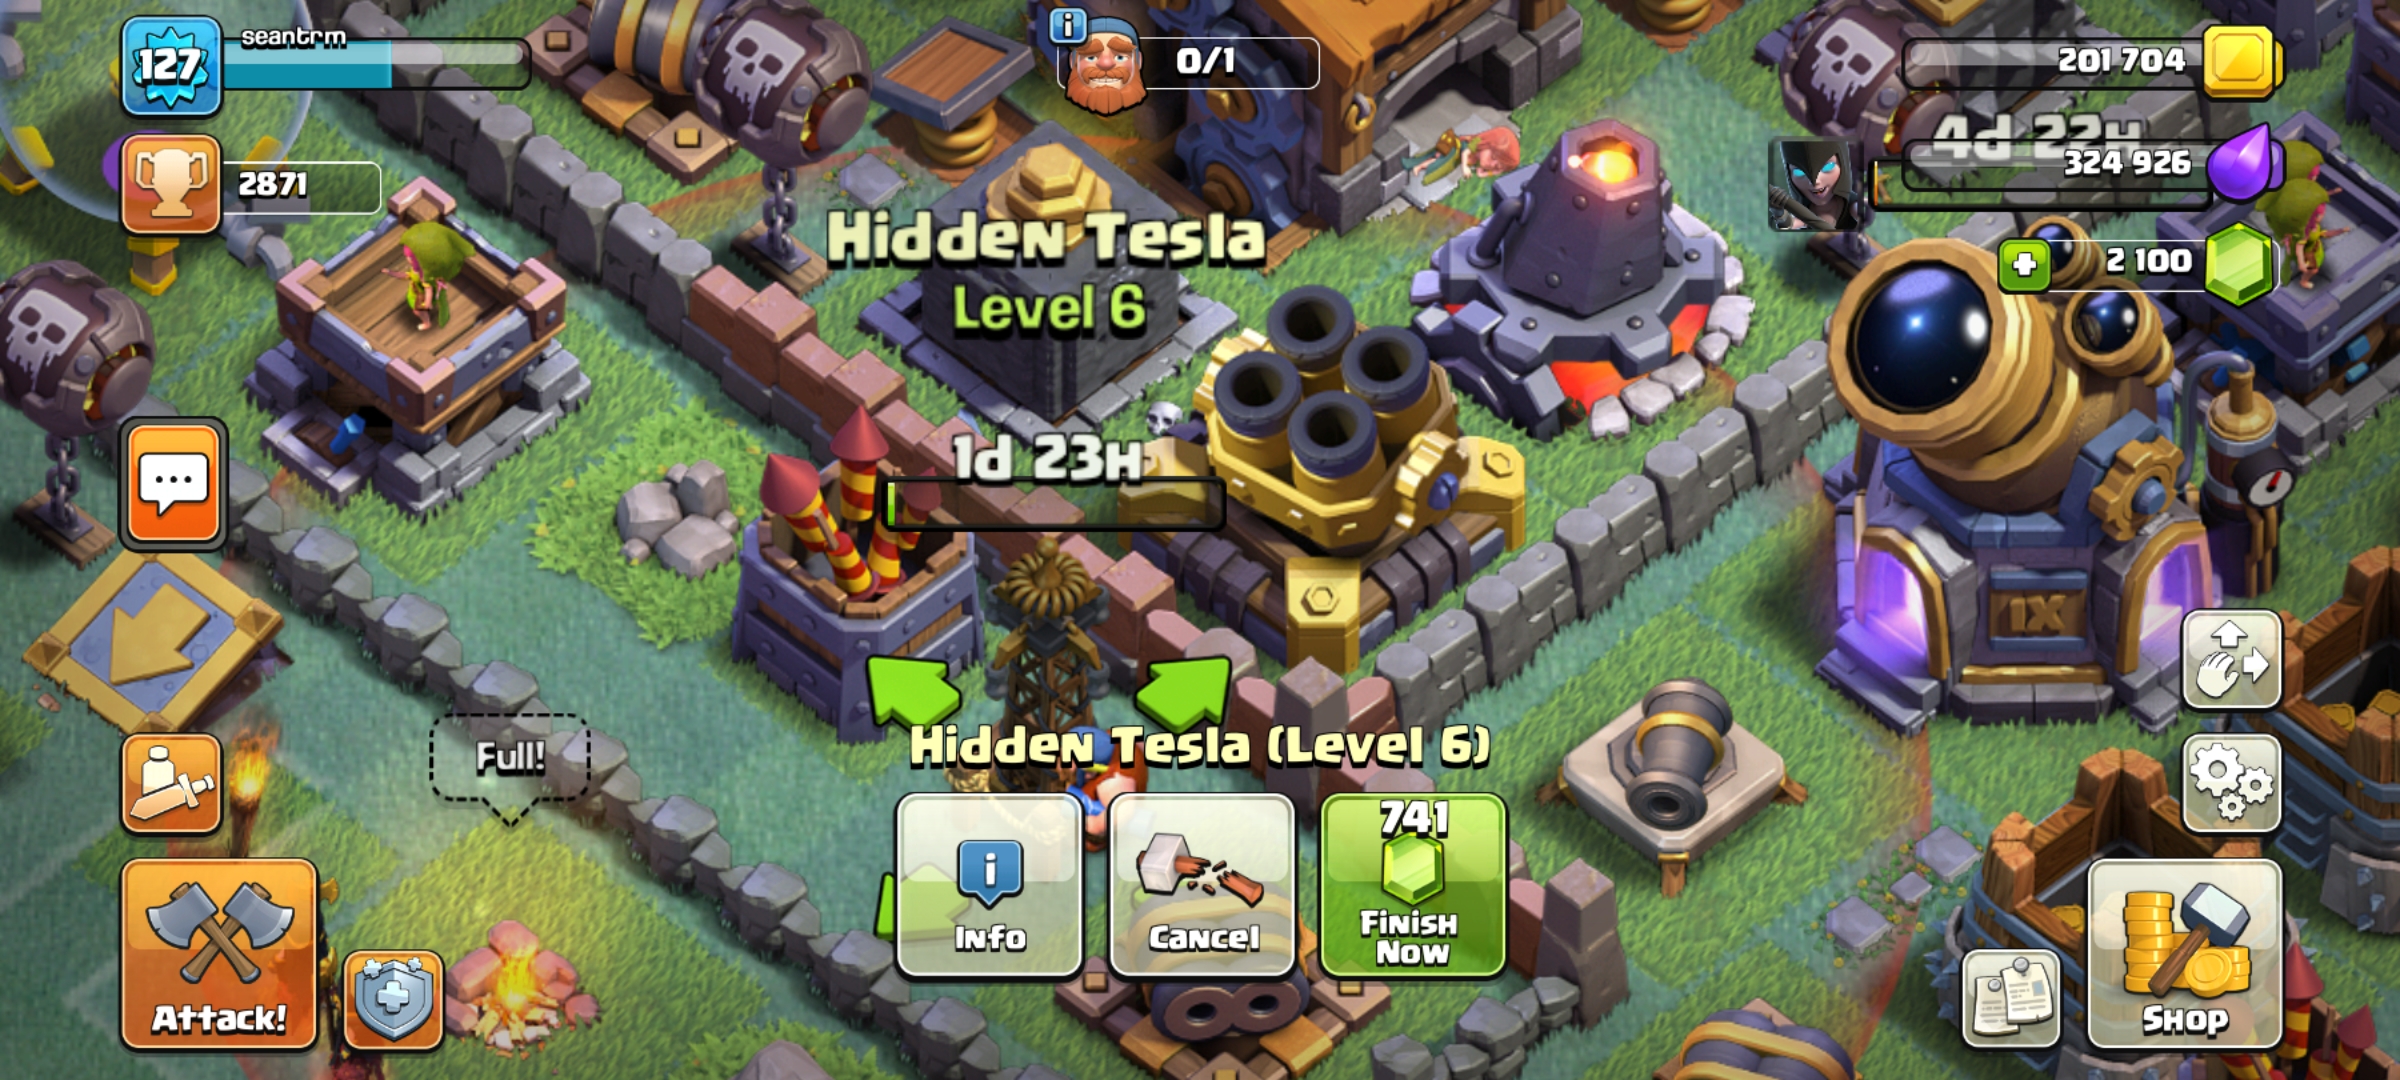 127
seantrm
0/1
201 704
2871
4d 22H
324 926
2 100
Hidden Tesla
Level 6
1d 23H
IX
Full!
Hidden Tesla (Level 6)
741
Info
Cancel
Finish
Now
Attack!
Shop